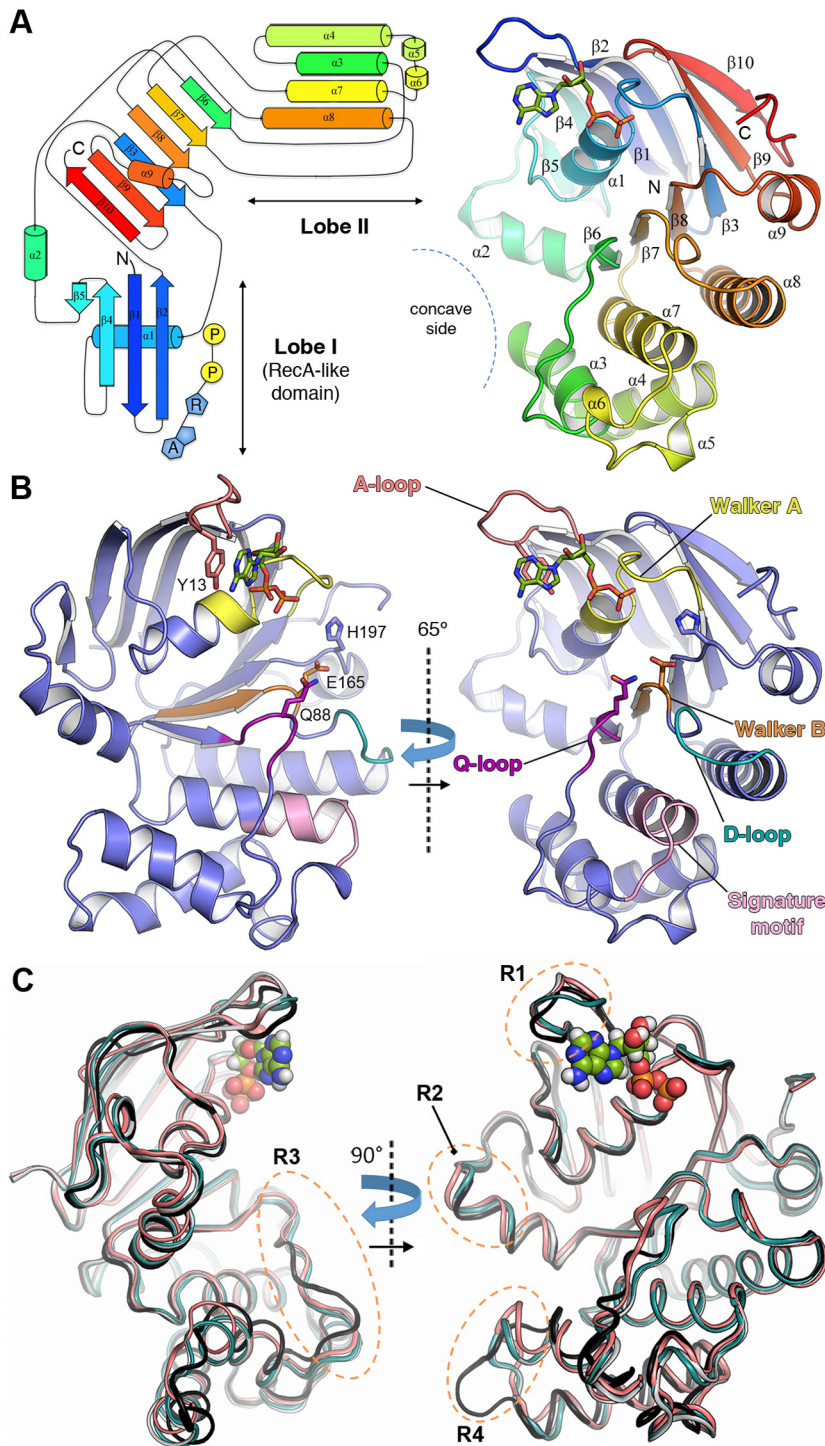 A
α4
α5
α3
α6
α7
α8
β6
β7
β8
β3
C
β9
α9
β10
α2
N
β5
β4
β1
β2
α1
P
P
R
A
Lobe II
Lobe I
(RecA-like
domain)
concave
side
β2
β10
β4
C
β5
α1
β1
β9
N
β3
α9
α2
β6
β8
β7
α8
α7
α3
α4
α6
α5
B
A-loop
Walker A
Y13
H197
E165
Q88
65º
Q-loop
Walker B
D-loop
Signature
motif
C
R1
R2
R3
90°
R4